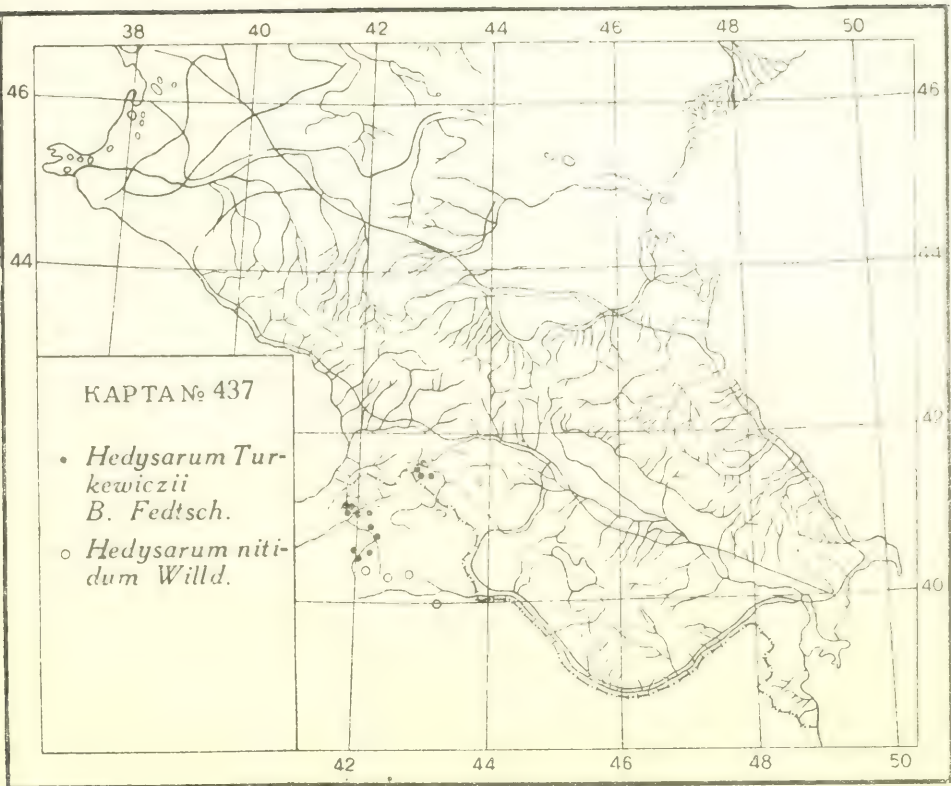 38 40 42 44 46 48 50
46 46
44 44
КАРТА № 437
Hedysarum Tur-
kewiczii
B. Fedtsch.
Hedysarum niti-
dum Willd.
42
40
42 44 46 48 50